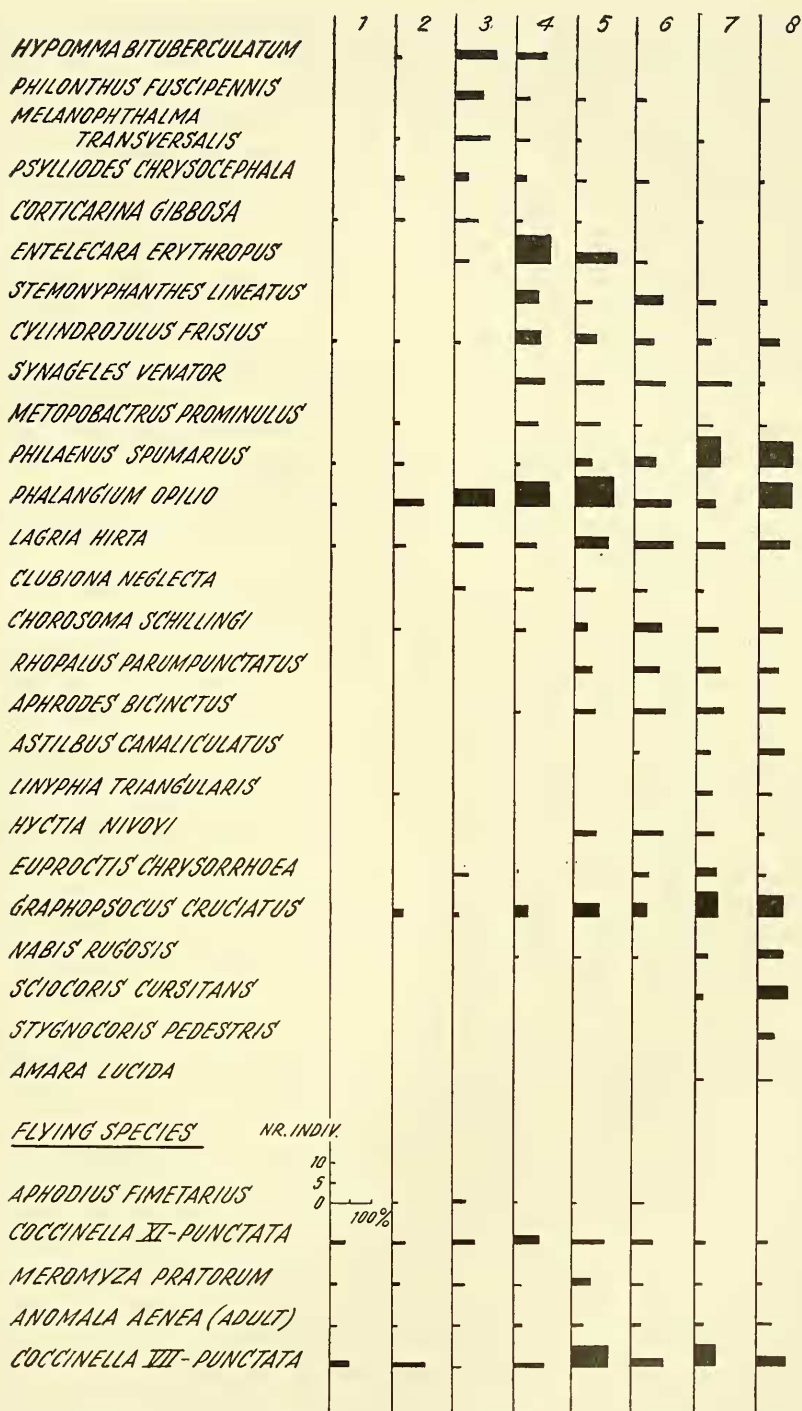 1 2 3 4 5 6 7 8
HYPOMMA BITUBERCULATUM
PHILONTHUS FUSCIPENNIS
MELANOPHTHALMA
TRANSVERSALIS
PSYLLIODES CHRYSOCEPHALA
CORTICARINA GIBBOSA
ENTELECARA ERYTHROPUS
STEMONYPHANTHES LINEATUS
CYLINDROJULUS FRISIUS
SYNAGELES VENATOR
METOPOBACTRUS PROMINULUS
PHILAENUS SPUMARIUS
PHALANGIUM OPILIO
LAGRIA HIRTA
CLUBIONA NEGLECTA
CHOROSOMA SCHILLINGI
RHOPALUS PARUMPUNCTATUS
APHRODES BICINCTUS
ASTILBUS CANALICULATUS
LINYPHIA TRIANGULARIS
HYCTIA NIVOYI
EUPROCTIS CHRYSORRHOEA
GRAPHOPSOCUS CRUCIATUS
NABIS RUGOSIS
SCIOCORIS CURSITANS
STYGNOCORIS PEDESTRIS
AMARA LUCIDA
FLYING SPECIES NR. INDIV.
10
5
APHODIUS FIMETARIUS 0
100%
COCCINELLA XI-PUNCTATA
MEROMYZA PRATORUM
ANOMALA AENEA (ADULT)
COCCINELLA VII-PUNCTATA